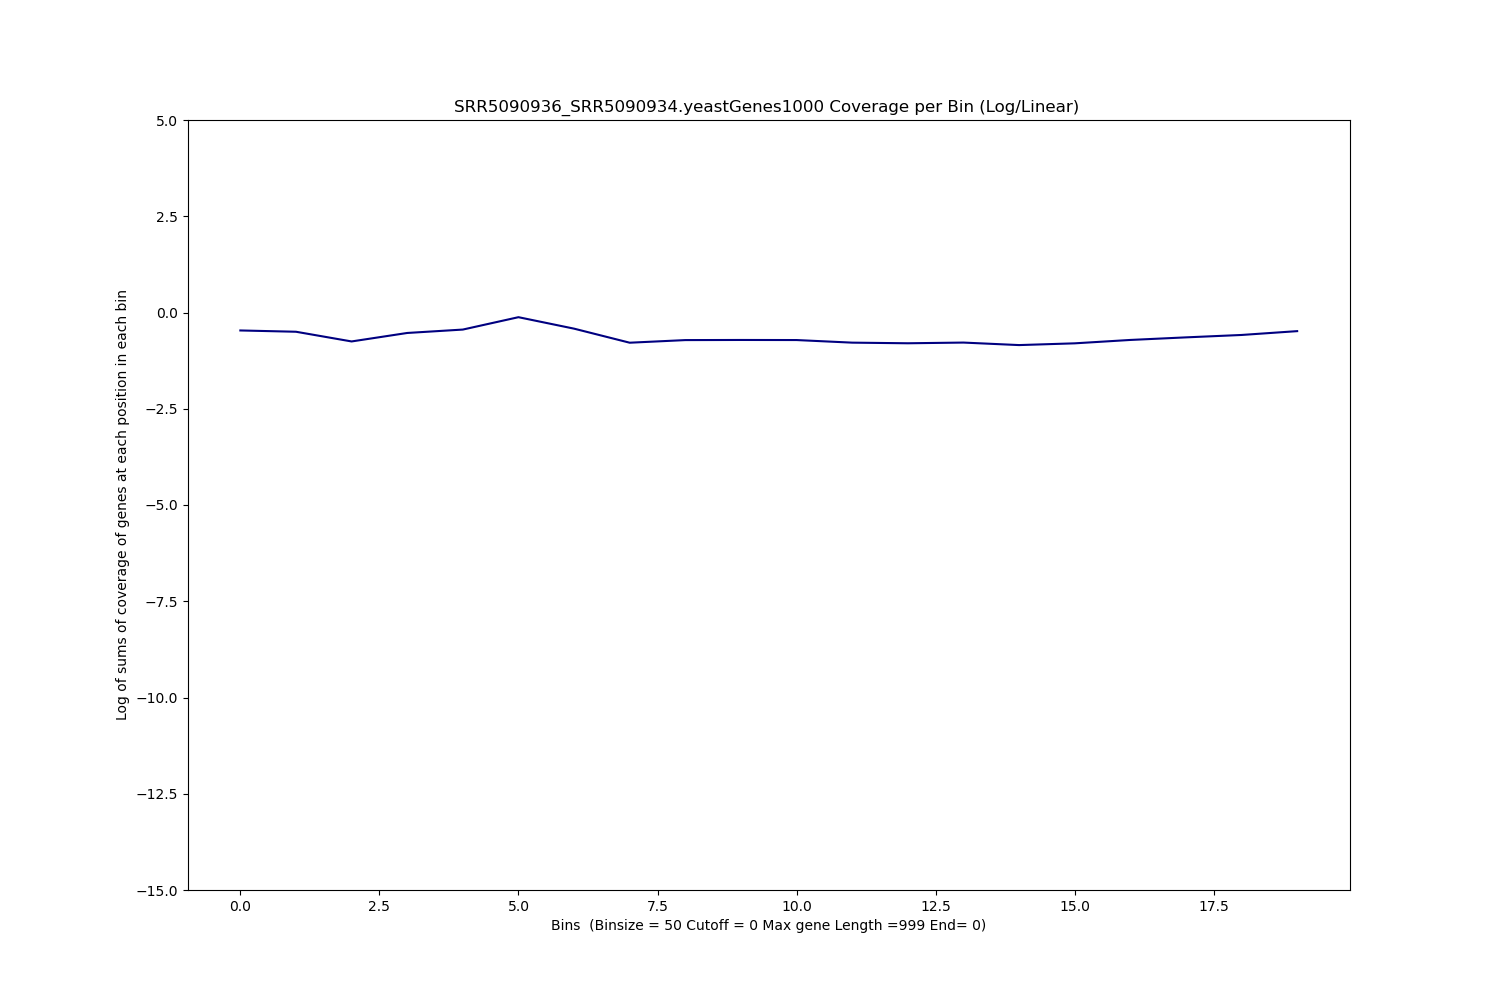 SRR5090936_SRR5090934.yeastGenes1000 Coverage per Bin (Log/Linear)
5.0
2.5
0.0
−2.5
−5.0
−7.5
−10.0
−12.5
−15.0
Log of sums of coverage of genes at each position in each bin
0.0 2.5 5.0 7.5 10.0 12.5 15.0 17.5
Bins  (Binsize = 50 Cutoff = 0 Max gene Length =999 End= 0)